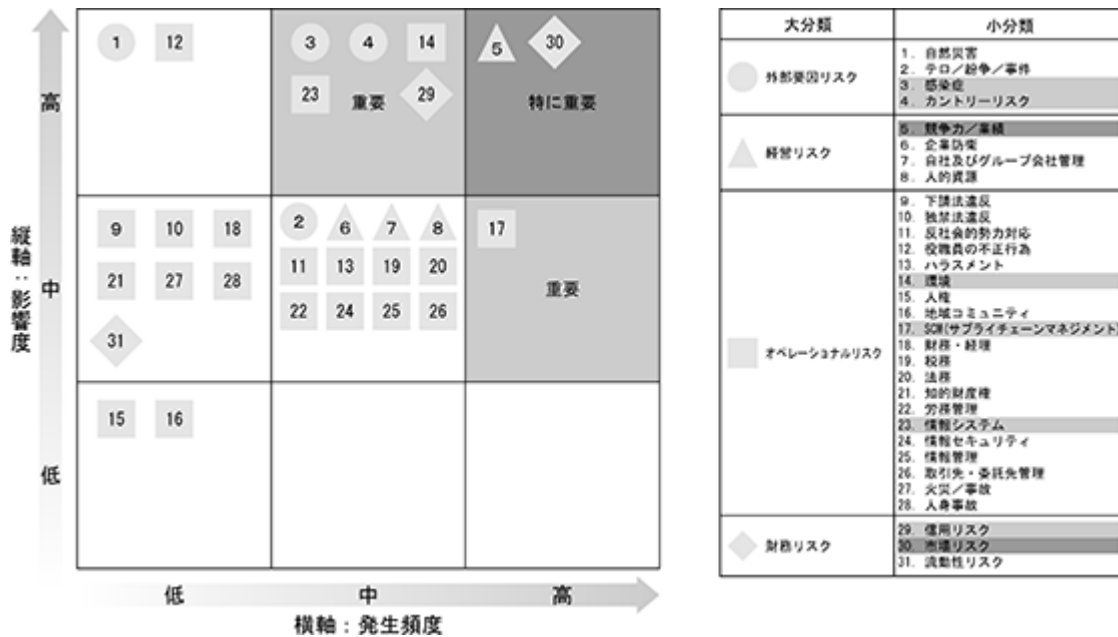 1 12
3 4 14
23 29
重要
5 30
特に重要
高
9 10 18
21 27 28
31
2 6 7 8
11 13 19 20
22 24 25 26
17
重要
中
縦軸：影響度
15 16
低
低 中 高
横軸：発生頻度
大分類 小分類
外部要因リスク
1. 自然災害
2. テロ／紛争／事件
3. 感染症
4. カントリーリスク
経営リスク
5. 競争力／業績
6. 企業防衛
7. 自社及びグループ会社管理
8. 人的資源
オペレーショナルリスク
9. 下請法違反
10. 独禁法違反
11. 反社会的勢力対応
12. 役職員の不正行為
13. ハラスメント
14. 環境
15. 人権
16. 地域コミュニティ
17. SCM(サプライチェーンマネジメント)
18. 財務・経理
19. 税務
20. 法務
21. 知的財産権
22. 労務管理
23. 情報システム
24. 情報セキュリティ
25. 情報管理
26. 取引先・委託先管理
27. 火災／事故
28. 人身事故
財務リスク
29. 信用リスク
30. 市場リスク
31. 流動性リスク